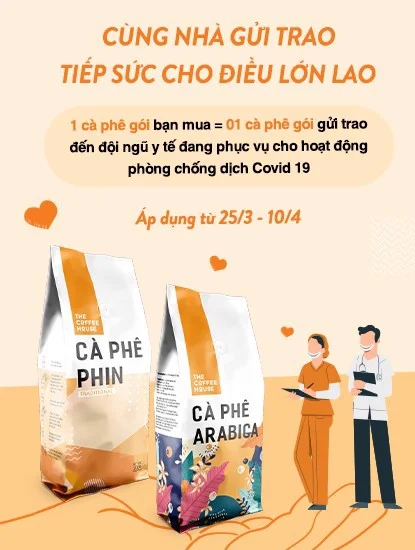 CÙNG NHÀ GỬI TRAO
TIẾP SỨC CHO ĐIỀU LỚN LAO
1 cà phê gói bạn mua = 01 cà phê gói gửi trao
đến đội ngũ y tế đang phục vụ cho hoạt động
phòng chống dịch Covid 19
Áp dụng từ 25/3 - 10/4
THE
COFFEE
HOUSE
CÀ PHÊ
PHIN
THE
COFFEE
HOUSE
CÀ PHÊ
ARABICA